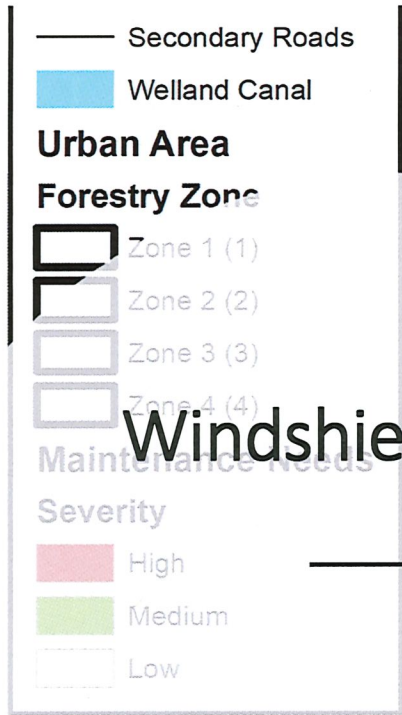 Secondary Roads
Welland Canal
Urban Area
Forestry Zone
Zone 1 (1)
Zone 2 (2)
Zone 3 (3)
Zone 4 (4)
Windshie
Maintenance Needs
Severity
High
Medium
Low